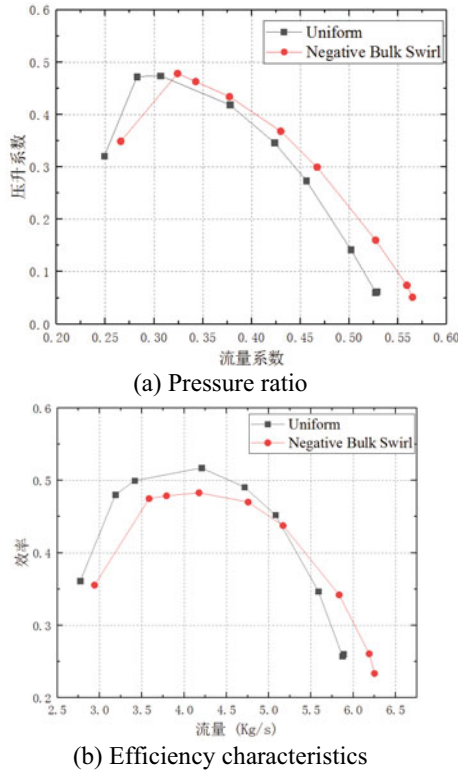 0.6
Uniform
Negative Bulk Swirl
0.5
0.4
0.3
0.2
0.1
0.0
压升系数
0.20 0.25 0.30 0.35 0.40 0.45 0.50 0.55 0.60
流量系数
(a) Pressure ratio
0.6
Uniform
Negative Bulk Swirl
0.5
0.4
0.3
0.2
效率
2.5 3.0 3.5 4.0 4.5 5.0 5.5 6.0 6.5
流量 (Kg/s)
(b) Efficiency characteristics